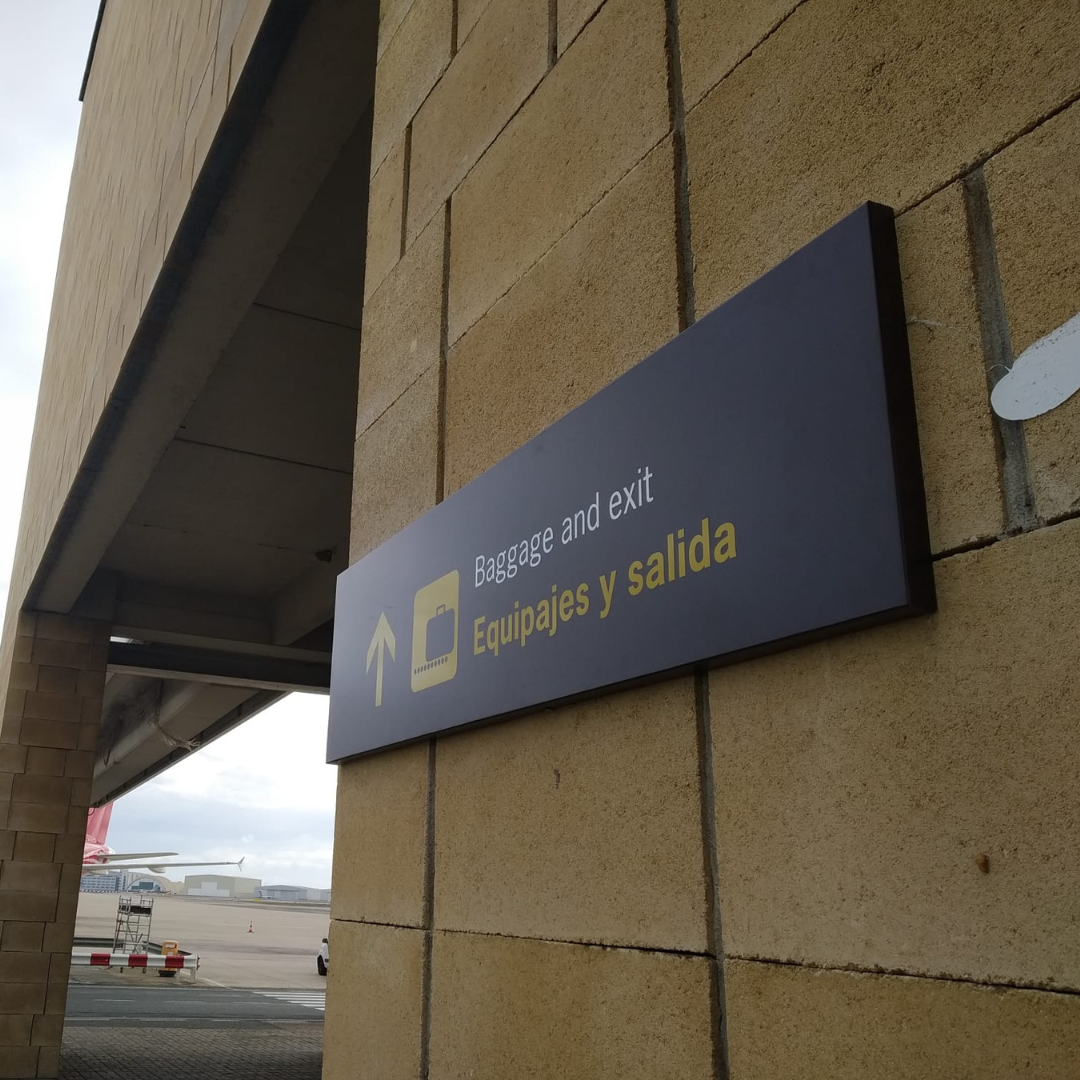 Baggage and exit
Equipajes y salida